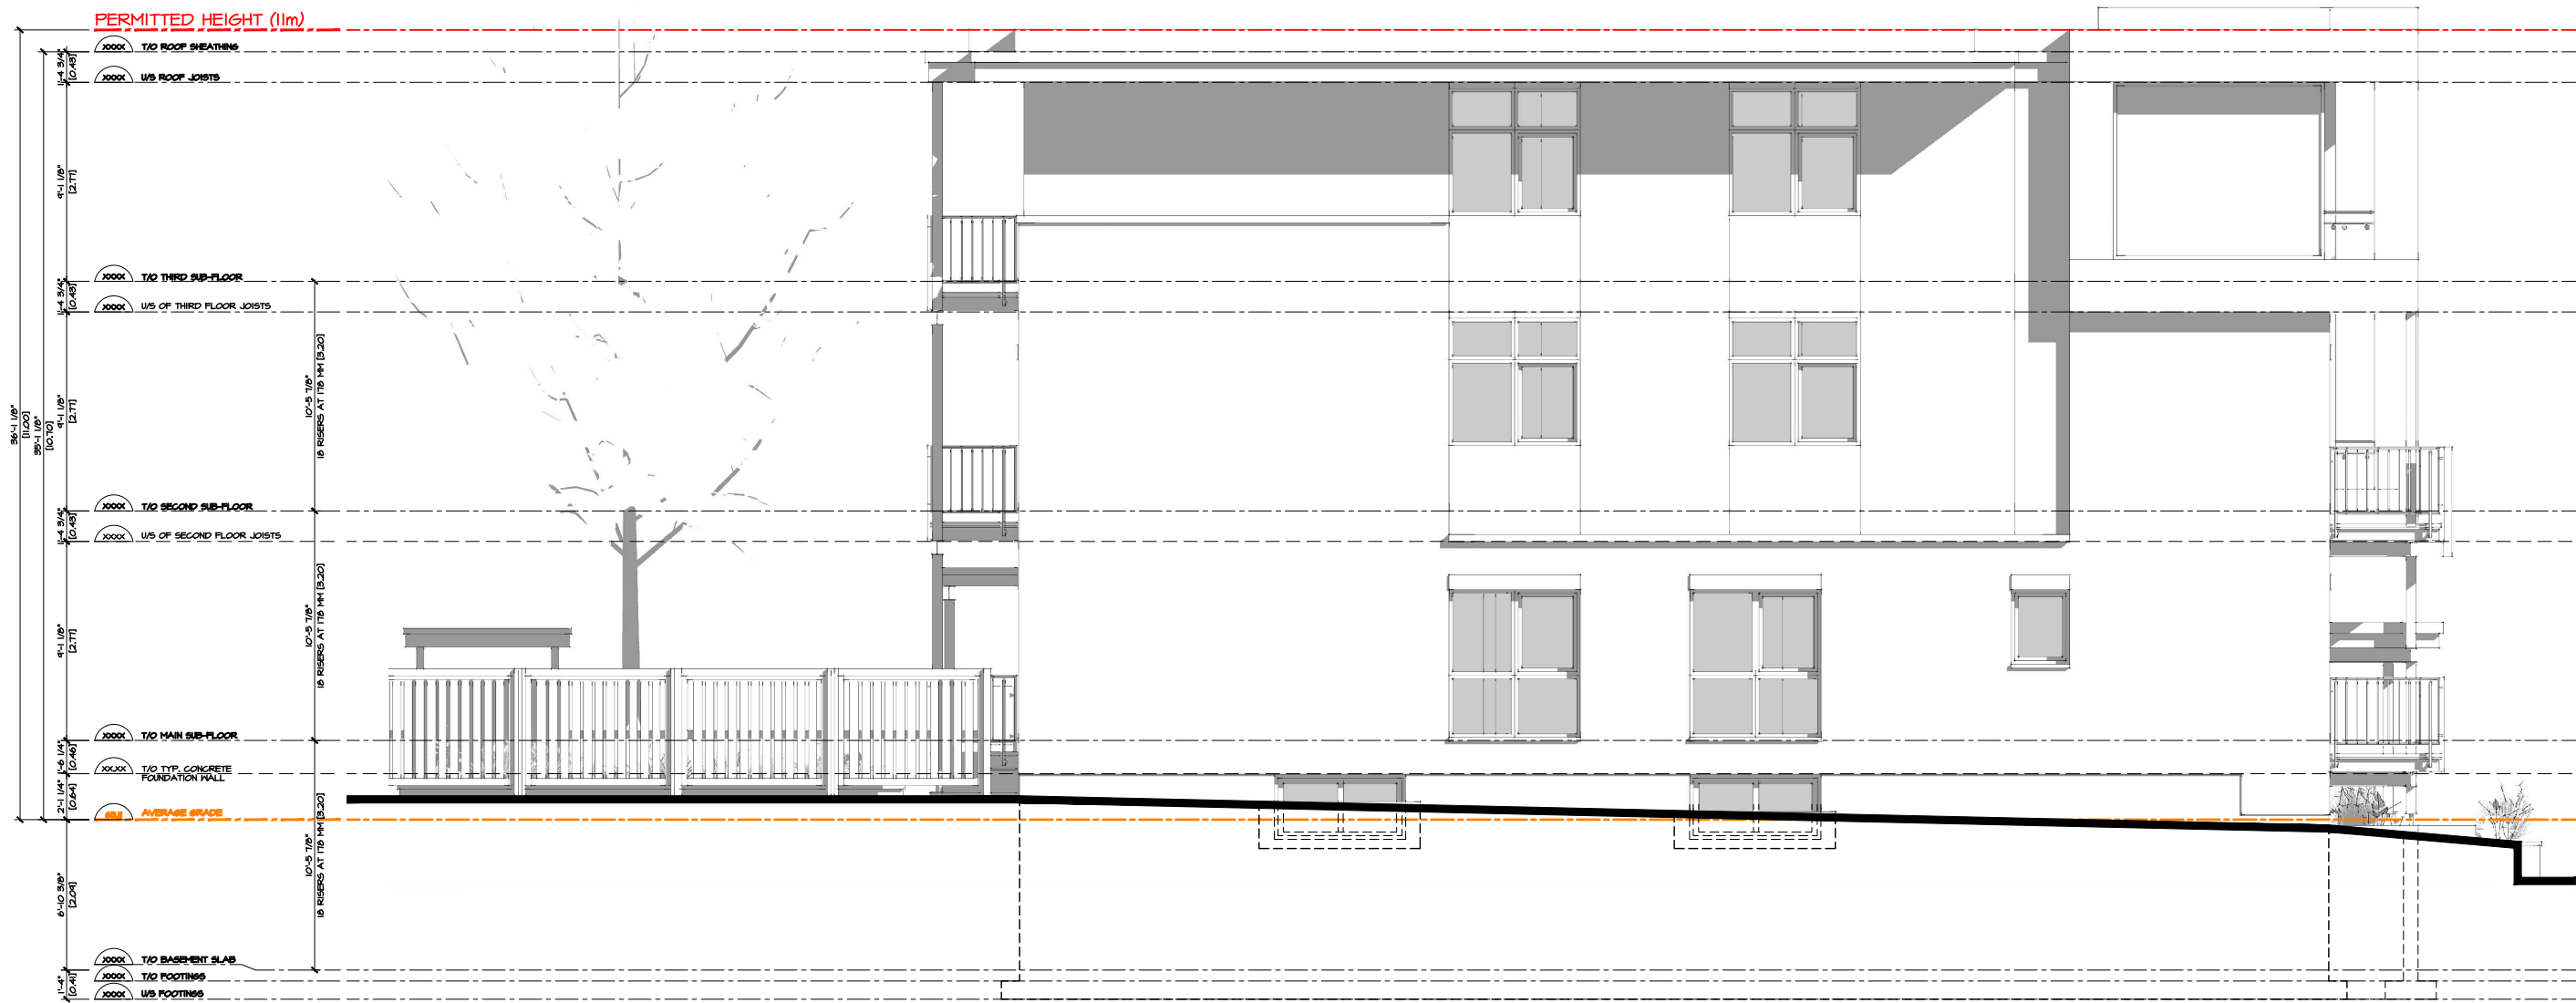 PERMITTED HEIGHT (11m)
XXXX T/O ROOF SHEATHING
XXXX U/S ROOF JOISTS
XXXX T/O THIRD SUB-FLOOR
XXXX U/S OF THIRD FLOOR JOISTS
XXXX T/O SECOND SUB-FLOOR
XXXX U/S OF SECOND FLOOR JOISTS
XXXX T/O MAIN SUB-FLOOR
XX.XX T/O TYP. CONCRETE
FOUNDATION WALL
AVERAGE GRADE
XXXX T/O BASEMENT SLAB
XXXX T/O FOOTINGS
XXXX U/S FOOTINGS
36'-1 1/8"
[11.00]
35'-1 1/8"
[10.70]
1'-4 3/4"
[0.43]
9'-1 1/8"
[2.77]
1'-4 3/4"
[0.43]
9'-1 1/8"
[2.77]
1'-4 3/4"
[0.43]
9'-1 1/8"
[2.77]
1'-6 1/4"
[0.46]
2'-1 1/4"
[0.64]
6'-10 3/8"
[2.09]
1'-4"
[0.41]
10'-5 7/8"
18 RISERS AT 178 MM [3.20]
10'-5 7/8"
18 RISERS AT 178 MM [3.20]
10'-5 7/8"
18 RISERS AT 178 MM [3.20]